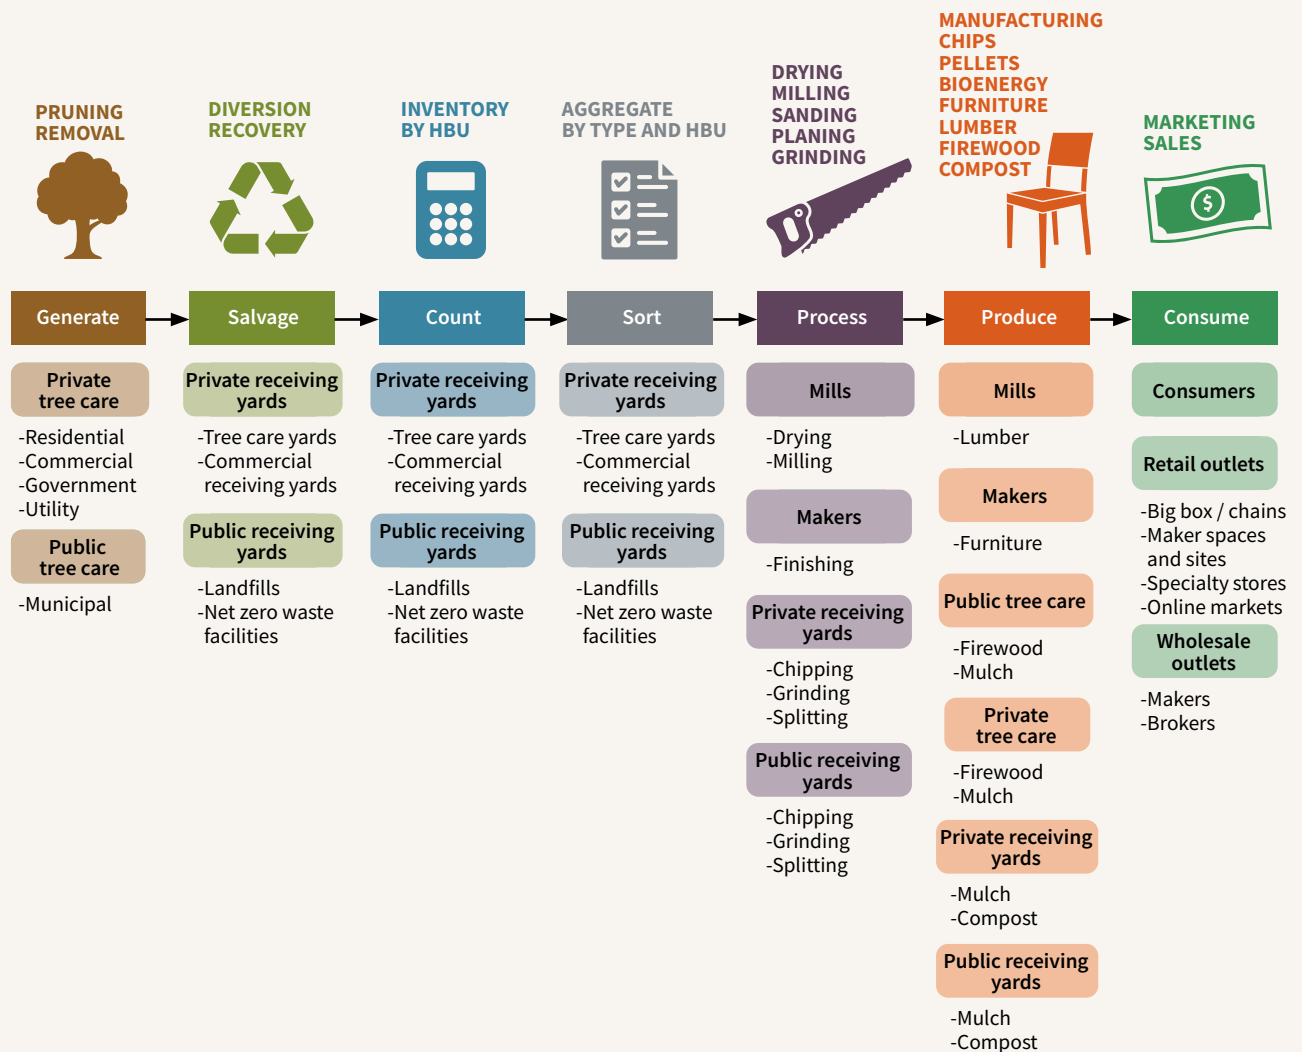 PRUNING
REMOVAL
DIVERSION
RECOVERY
INVENTORY
BY HBU
AGGREGATE
BY TYPE AND HBU
DRYING
MILLING
SANDING
PLANING
GRINDING
MANUFACTURING
CHIPS
PELLETS
BIOENERGY
FURNITURE
LUMBER
FIREWOOD
COMPOST
MARKETING
SALES
$
Generate
Salvage
Count
Sort
Process
Produce
Consume
Private
tree care
-Residential
-Commercial
-Government
-Utility
Public
tree care
-Municipal
Private receiving
yards
-Tree care yards
-Commercial
receiving yards
Public receiving
yards
-Landfills
-Net zero waste
facilities
Private receiving
yards
-Tree care yards
-Commercial
receiving yards
Public receiving
yards
-Landfills
-Net zero waste
facilities
Private receiving
yards
-Tree care yards
-Commercial
receiving yards
Public receiving
yards
-Landfills
-Net zero waste
facilities
Mills
-Drying
-Milling
Makers
-Finishing
Private receiving
yards
-Chipping
-Grinding
-Splitting
Public receiving
yards
-Chipping
-Grinding
-Splitting
Mills
-Lumber
Makers
-Furniture
Public tree care
-Firewood
-Mulch
Private
tree care
-Firewood
-Mulch
Private receiving
yards
-Mulch
-Compost
Public receiving
yards
-Mulch
-Compost
Consumers
Retail outlets
-Big box / chains
-Maker spaces
and sites
-Specialty stores
-Online markets
Wholesale
outlets
-Makers
-Brokers